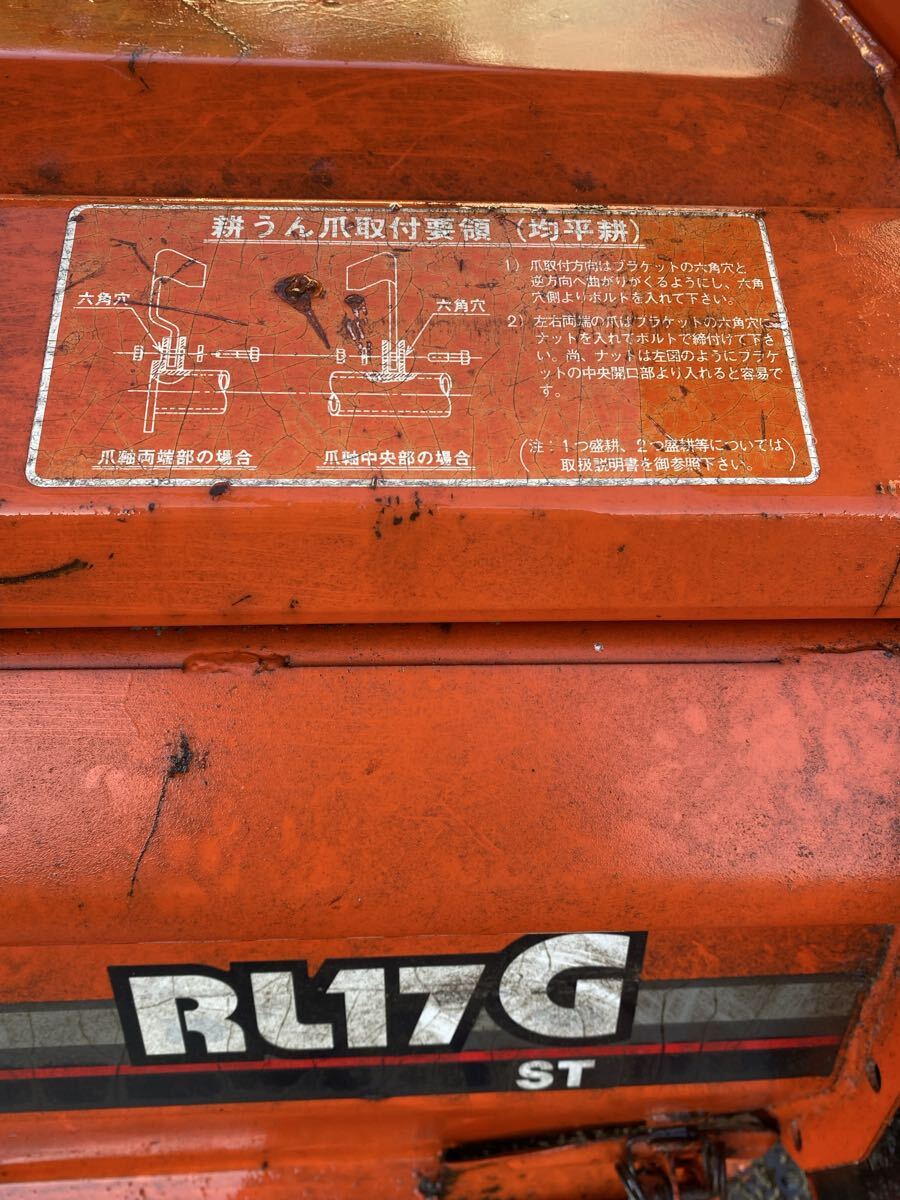 耕うん爪取付要領（均平耕）
六角穴
六角穴
爪軸両端部の場合
爪軸中央部の場合
1）爪取付方向はブラケットの六角穴と
逆方向へ曲がりがくるようにし、六角
穴側よりボルトを入れて下さい。
2）左右両端の爪はブラケットの六角穴に
ナットを入れてボルトで締付けて下さ
い。尚、ナットは左図のようにブラケ
ットの中央開口部より入れると容易で
す。
（注：1つ盛耕、2つ盛耕等については
取扱説明書を御参照下さい。）
RL17G
ST